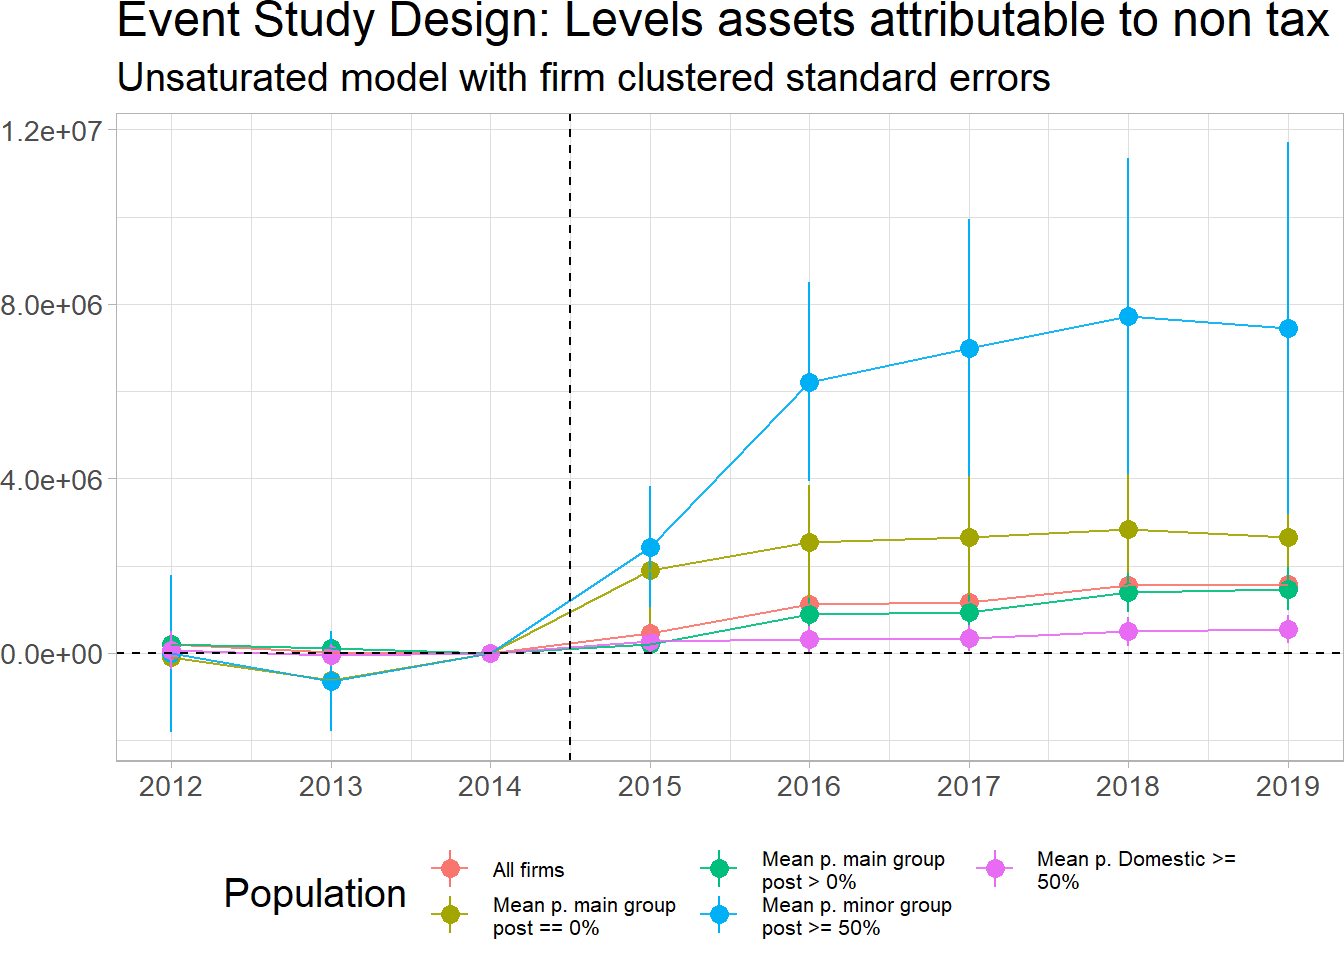 Event Study Design: Levels assets attributable to non tax
Unsaturated model with firm clustered standard errors
1.2e+07
8.0e+06
4.0e+06
0.0e+00
2012 2013 2014 2015 2016 2017 2018 2019
Population
All firms
Mean p. main group
post == 0%
Mean p. main group
post > 0%
Mean p. minor group
post >= 50%
Mean p. Domestic >=
50%